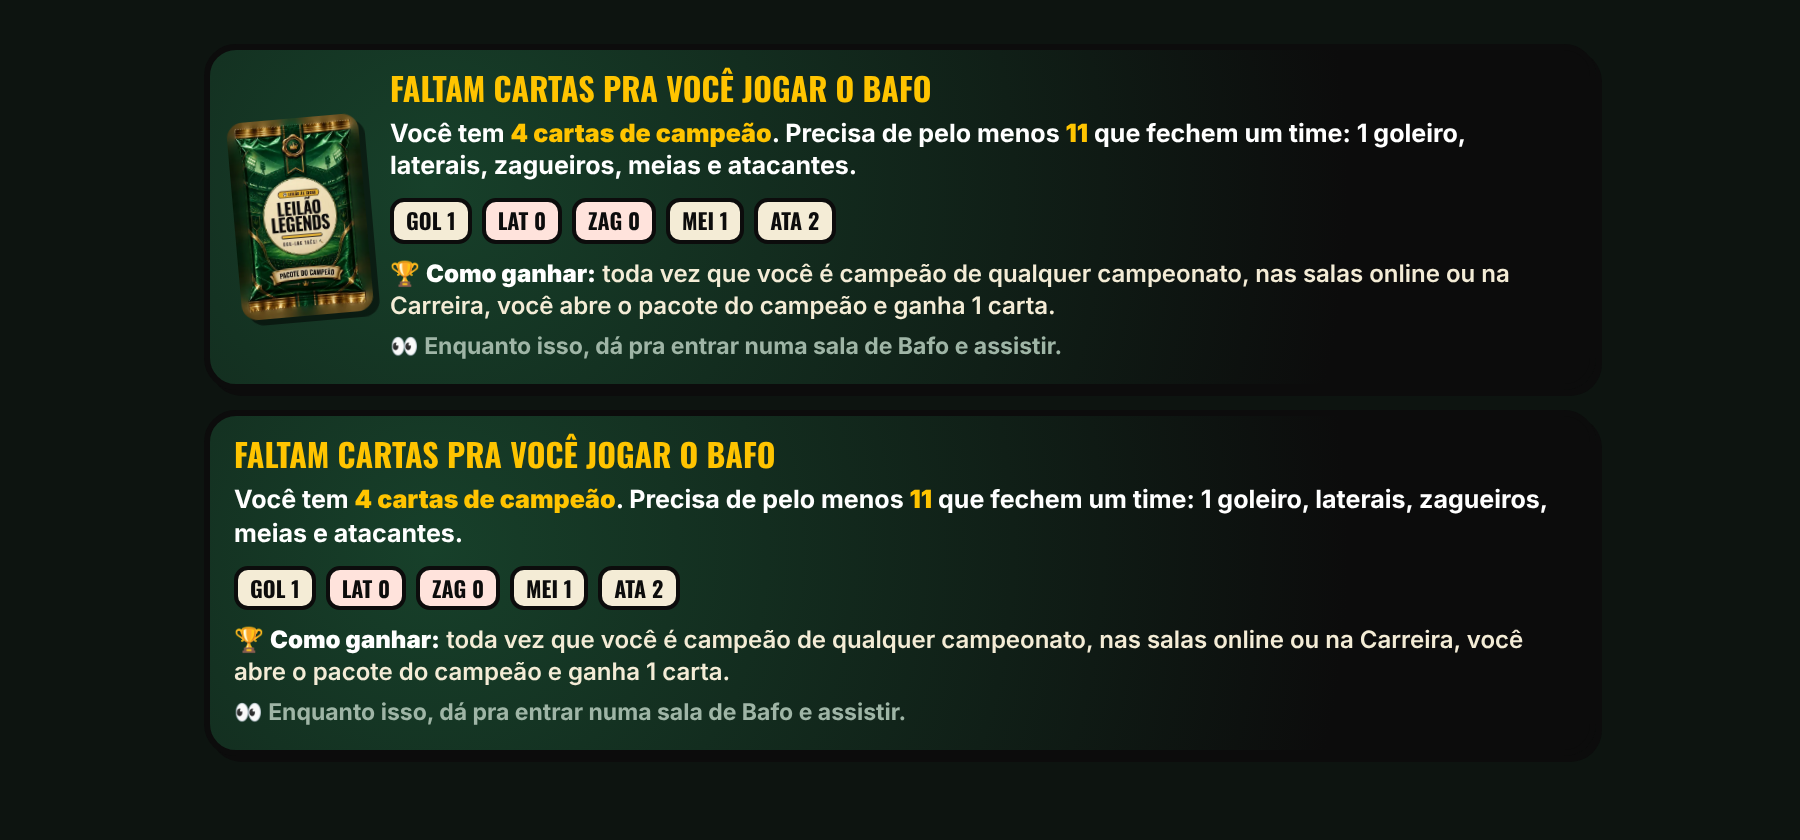 FALTAM CARTAS PRA VOCÊ JOGAR O BAFO
Você tem 4 cartas de campeão. Precisa de pelo menos 11 que fechem um time: 1 goleiro,
laterais, zagueiros, meias e atacantes.
LEILÃO
LEGENDS
DOU-LHE TRÊS!
PACOTE DO CAMPEÃO
GOL 1 LAT 0 ZAG 0 MEI 1 ATA 2
🏆 Como ganhar: toda vez que você é campeão de qualquer campeonato, nas salas online ou na
Carreira, você abre o pacote do campeão e ganha 1 carta.
👀 Enquanto isso, dá pra entrar numa sala de Bafo e assistir.
FALTAM CARTAS PRA VOCÊ JOGAR O BAFO
Você tem 4 cartas de campeão. Precisa de pelo menos 11 que fechem um time: 1 goleiro, laterais, zagueiros,
meias e atacantes.
GOL 1 LAT 0 ZAG 0 MEI 1 ATA 2
🏆 Como ganhar: toda vez que você é campeão de qualquer campeonato, nas salas online ou na Carreira, você
abre o pacote do campeão e ganha 1 carta.
👀 Enquanto isso, dá pra entrar numa sala de Bafo e assistir.